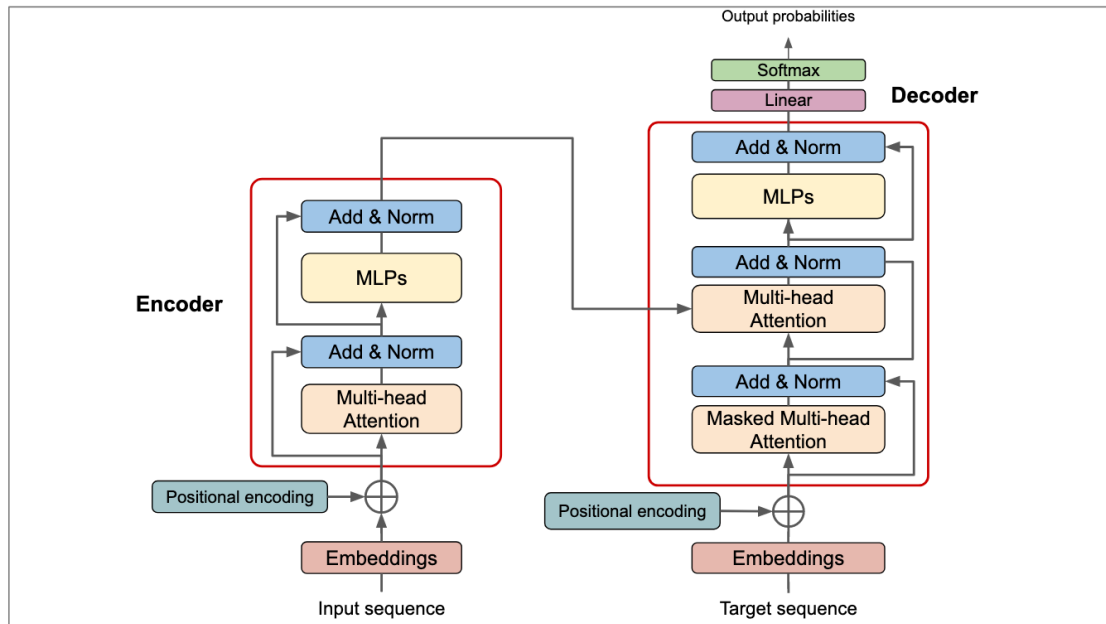 Output probabilities
Softmax
Linear
Decoder
Add & Norm
MLPs
Add & Norm
Multi-head
Attention
Add & Norm
Masked Multi-head
Attention
Positional encoding
Embeddings
Target sequence
Encoder
Add & Norm
MLPs
Add & Norm
Multi-head
Attention
Positional encoding
Embeddings
Input sequence